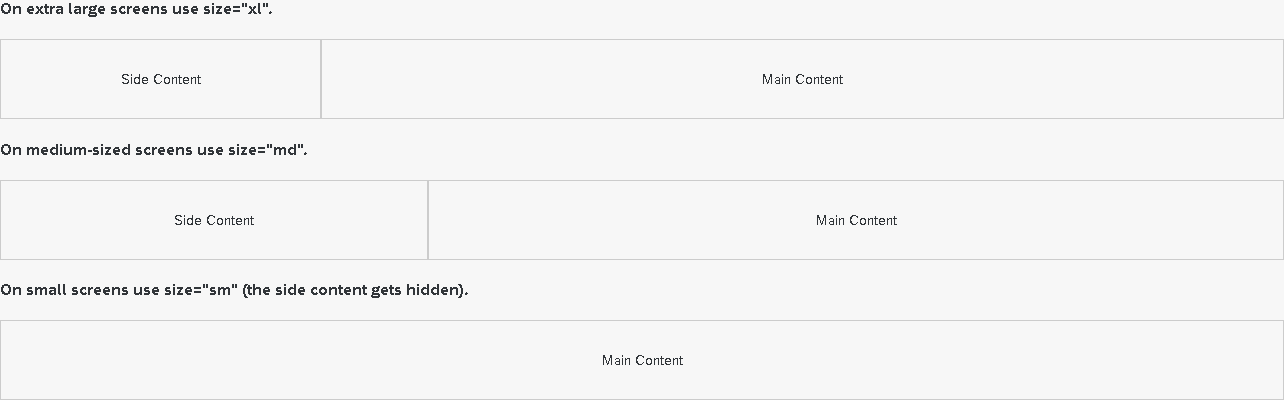 On extra large screens use size="xl".
Side Content
Main Content
On medium-sized screens use size="md".
Side Content
Main Content
On small screens use size="sm" (the side content gets hidden).
Main Content